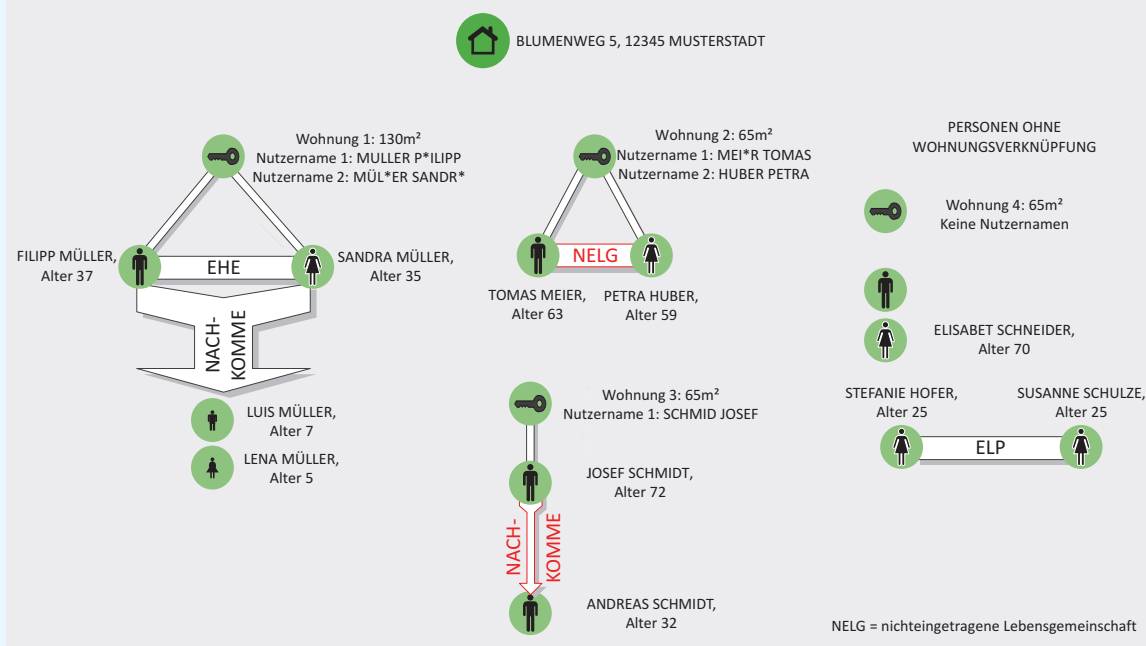 BLUMENWEG 5, 12345 MUSTERSTADT
Wohnung 1: 130m²
Nutzername 1: MULLER P*ILIPP
Nutzername 2: MÜL*ER SANDR*
FILIPP MÜLLER,
Alter 37
EHE
SANDRA MÜLLER,
Alter 35
NACH-
KOMME
LUIS MÜLLER,
Alter 7
LENA MÜLLER,
Alter 5
Wohnung 2: 65m²
Nutzername 1: MEI*R TOMAS
Nutzername 2: HUBER PETRA
NELG
TOMAS MEIER,
Alter 63
PETRA HUBER,
Alter 59
Wohnung 3: 65m²
Nutzername 1: SCHMID JOSEF
JOSEF SCHMIDT,
Alter 72
NACH-
KOMME
ANDREAS SCHMIDT,
Alter 32
PERSONEN OHNE
WOHNUNGSVERKNÜPFUNG
Wohnung 4: 65m²
Keine Nutzernamen
ELISABET SCHNEIDER,
Alter 70
STEFANIE HOFER,
Alter 25
SUSANNE SCHULZE,
Alter 25
ELP
NELG = nichteingetragene Lebensgemeinschaft